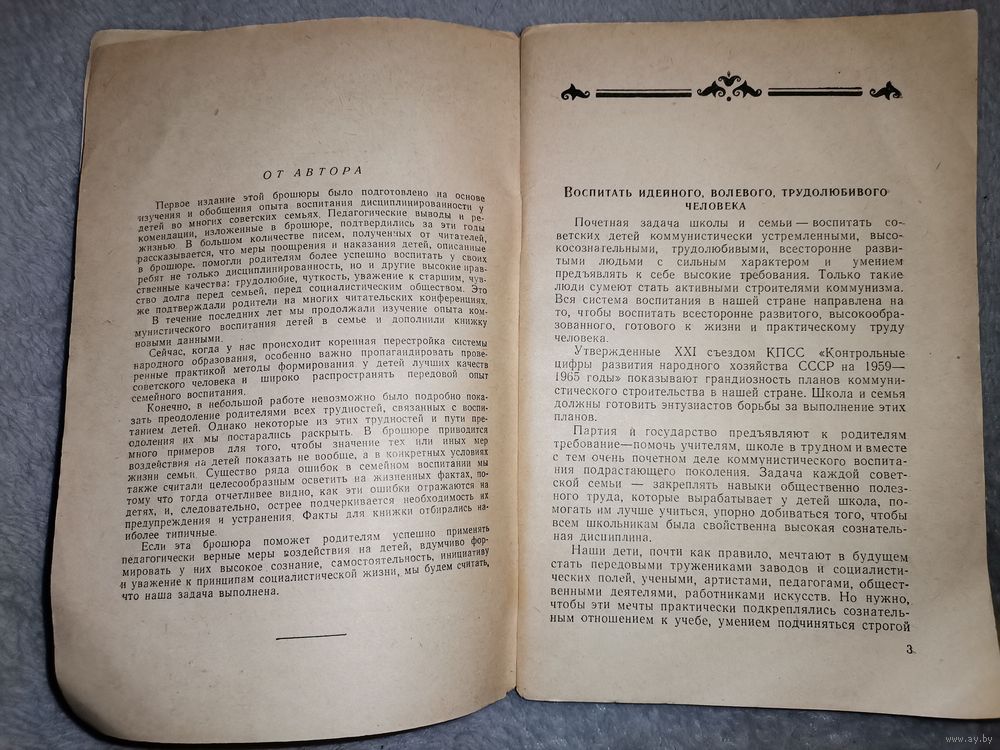 ОТ АВТОРА
Первое издание этой брошюры было подготовлено на основе
изучения и обобщения опыта воспитания дисциплинированности у
детей во многих советских семьях. Педагогические выводы и ре-
комендации, изложенные в брошюре, подтвердились за эти годы
жизнью. В большом количестве писем, полученных от читателей,
рассказывается, что меры поощрения и наказания детей, описанные
в брошюре, помогли родителям более успешно воспитать у своих
ребят не только дисциплинированность, но и другие высокие нрав-
ственные качества: трудолюбие, чуткость, уважение к старшим, чув-
ство долга перед семьей, перед социалистическим обществом. Это
же подтверждали родители на многих читательских конференциях.
В течение последних лет мы продолжали изучение опыта ком-
мунистического воспитания детей в семье и дополнили книжку
новыми данными.
Сейчас, когда у нас происходит коренная перестройка системы
народного образования, особенно важно пропагандировать прове-
ренные практикой методы формирования у детей лучших качеств
советского человека и широко распространять передовой опыт
семейного воспитания.
Конечно, в небольшой работе невозможно было подробно пока-
зать преодоление родителями всех трудностей, связанных с воспи-
танием детей. Однако некоторые из этих трудностей и пути пре-
одоления их мы постарались раскрыть. В брошюре приводится
много примеров для того, чтобы значение тех или иных мер
воздействия на детей показать не вообще, а в конкретных условиях
жизни семьи. Существо ряда ошибок в семейном воспитании мы
также считали целесообразным осветить на жизненных фактах, по-
тому что тогда отчетливее видно, как эти ошибки отражаются на
детях, и, следовательно, острее подчеркивается необходимость их
предупреждения и устранения. Факты для книжки отбирались на-
иболее типичные.
Если эта брошюра поможет родителям успешно применять
педагогически верные меры воздействия на детей, вдумчиво фор-
мировать у них высокое сознание, самостоятельность, инициативу
и уважение к принципам социалистической жизни, мы будем считать,
что наша задача выполнена.
ВОСПИТАТЬ ИДЕЙНОГО, ВОЛЕВОГО, ТРУДОЛЮБИВОГО
ЧЕЛОВЕКА
Почетная задача школы и семьи — воспитать со-
ветских детей коммунистически устремленными, высо-
косознательными, трудолюбивыми, всесторонне разви-
тыми людьми с сильным характером и умением
предъявлять к себе высокие требования. Только такие
люди сумеют стать активными строителями коммунизма.
Вся система воспитания в нашей стране направлена на
то, чтобы воспитать всесторонне развитого, высокообра-
зованного, готового к жизни и практическому труду
человека.
Утвержденные XXI съездом КПСС «Контрольные
цифры развития народного хозяйства СССР на 1959—
1965 годы» показывают грандиозность планов коммуни-
стического строительства в нашей стране. Школа и семья
должны готовить энтузиастов борьбы за выполнение этих
планов.
Партия и государство предъявляют к родителям
требование—помочь учителям, школе в трудном и вместе
с тем очень почетном деле коммунистического воспита-
ния подрастающего поколения. Задача каждой совет-
ской семьи — закреплять навыки общественно полез-
ного труда, которые вырабатывает у детей школа, по-
могать им лучше учиться, упорно добиваться того, чтобы
всем школьникам была свойственна высокая сознатель-
ная дисциплина.
Наши дети, почти как правило, мечтают в будущем
стать передовыми тружениками заводов и социалисти-
ческих полей, учеными, артистами, педагогами, общест-
венными деятелями, работниками искусств. Но нужно,
чтобы эти мечты практически подкреплялись сознатель-
ным отношением к учебе, умением подчиняться строгой
3
www.ay.by